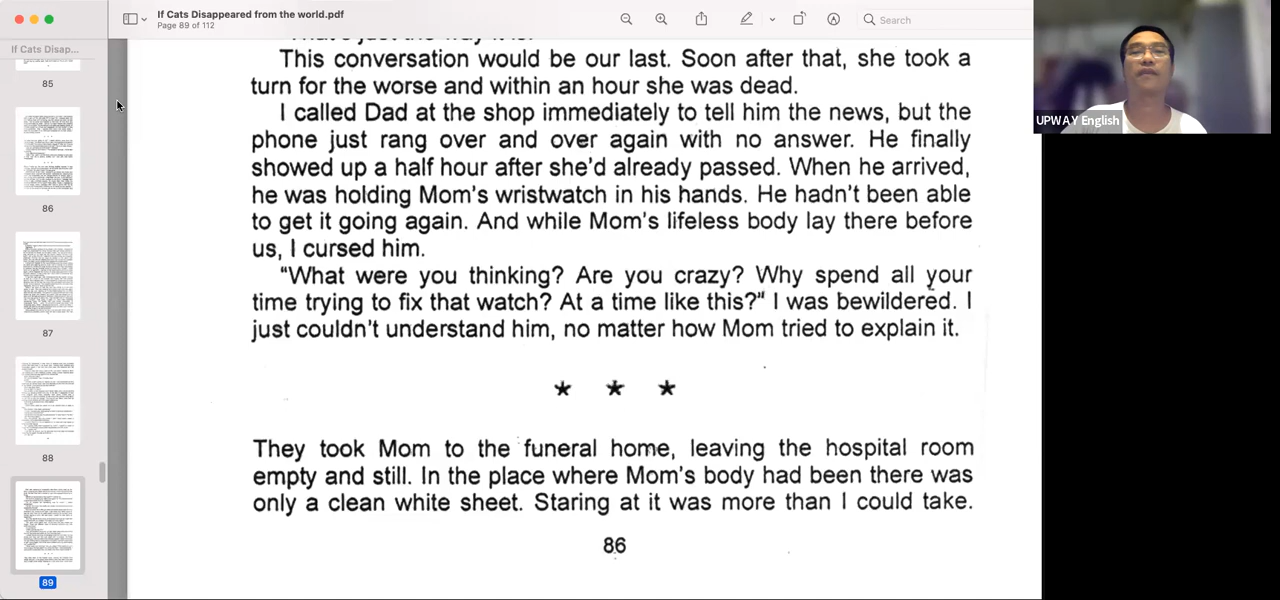 If Cats Disappeared from the world.pdf
Page 89 of 112
Search
If Cats Disap...
85
86
87
88
89
This conversation would be our last. Soon after that, she took a
turn for the worse and within an hour she was dead.
I called Dad at the shop immediately to tell him the news, but the
phone just rang over and over again with no answer. He finally
showed up a half hour after she'd already passed. When he arrived,
he was holding Mom's wristwatch in his hands. He hadn't been able
to get it going again. And while Mom's lifeless body lay there before
us, I cursed him.
"What were you thinking? Are you crazy? Why spend all your
time trying to fix that watch? At a time like this?" I was bewildered. I
just couldn't understand him, no matter how Mom tried to explain it.
★ ★ ★
They took Mom to the funeral home, leaving the hospital room
empty and still. In the place where Mom's body had been there was
only a clean white sheet. Staring at it was more than I could take.
86
UPWAY English